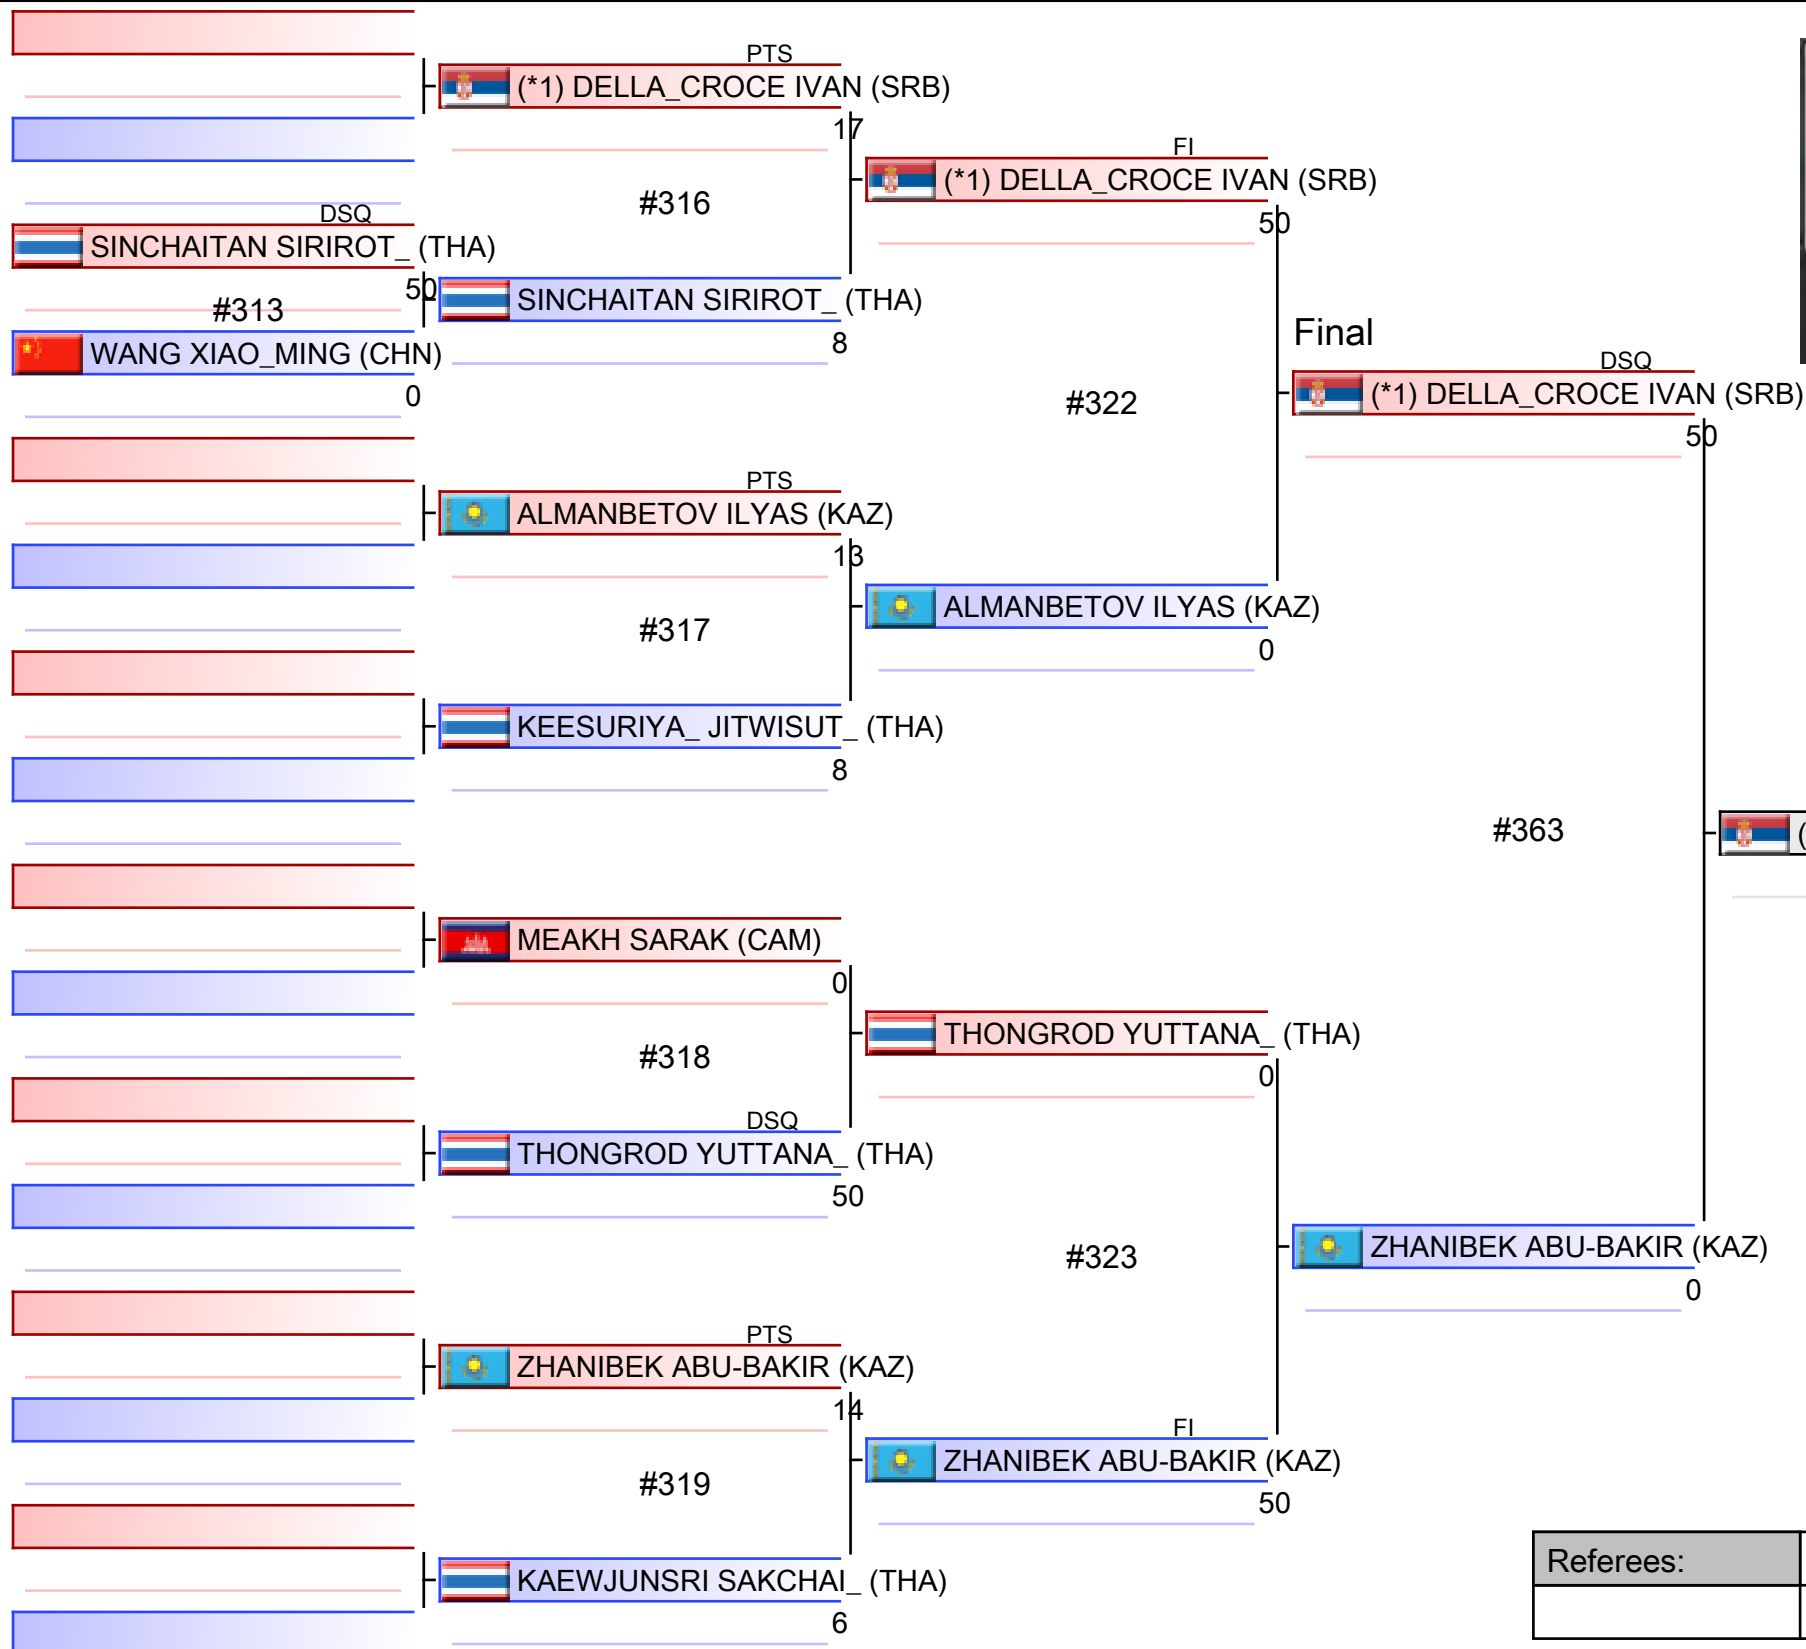 PTS
(*1) DELLA_CROCE IVAN (SRB)
17
FI
(*1) DELLA_CROCE IVAN (SRB)
#316
DSQ
50
SINCHAITAN SIRIROT_ (THA)
50
#313
SINCHAITAN SIRIROT_ (THA)
Final
8
WANG XIAO_MING (CHN)
DSQ
0
#322
(*1) DELLA_CROCE IVAN (SRB)
50
PTS
ALMANBETOV ILYAS (KAZ)
13
ALMANBETOV ILYAS (KAZ)
#317
0
KEESURIYA_ JITWISUT_ (THA)
8
#363
(
MEAKH SARAK (CAM)
0
THONGROD YUTTANA_ (THA)
#318
0
DSQ
THONGROD YUTTANA_ (THA)
50
#323
ZHANIBEK ABU-BAKIR (KAZ)
0
PTS
ZHANIBEK ABU-BAKIR (KAZ)
14
FI
ZHANIBEK ABU-BAKIR (KAZ)
#319
50
Referees:
KAEWJUNSRI SAKCHAI_ (THA)
6